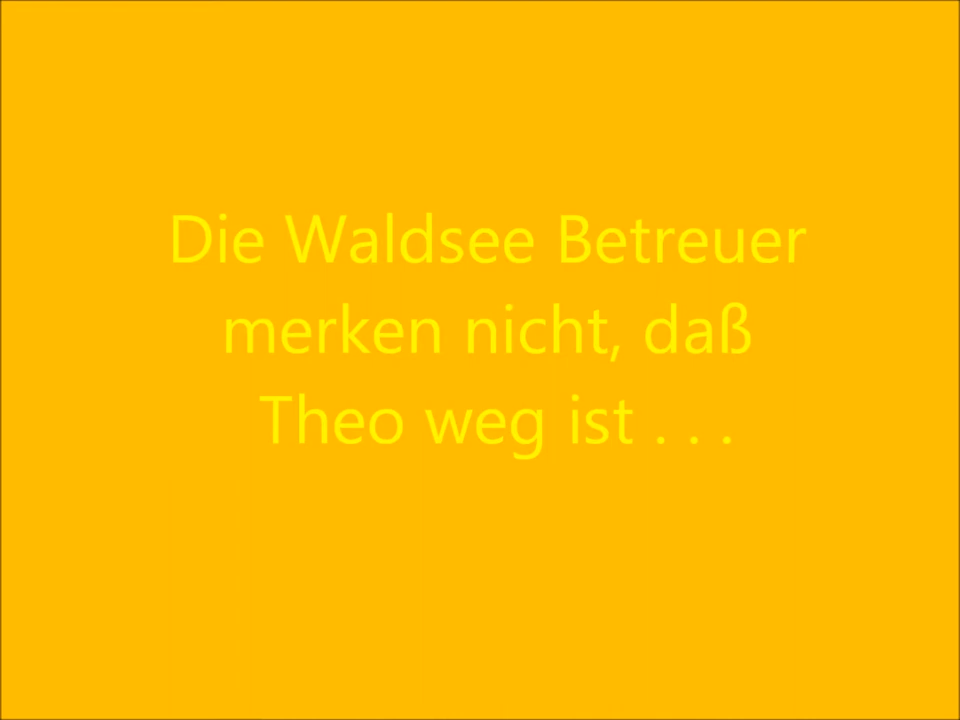 Die Waldsee Betreuer
merken nicht, daß
Theo weg ist . . .